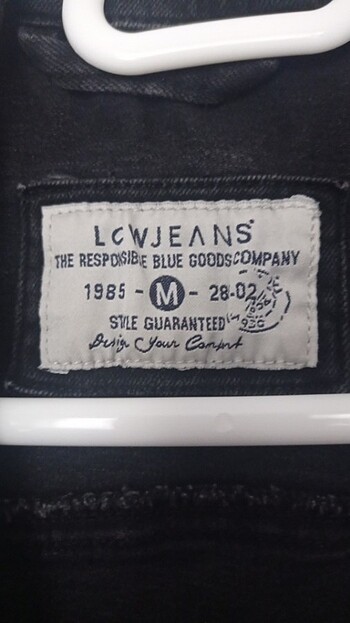 LCWJEANS
THE RESPONSIBLE BLUE GOODS COMPANY
1985 - M - 28.02
STYLE GUARANTEED
Design Your Comfort